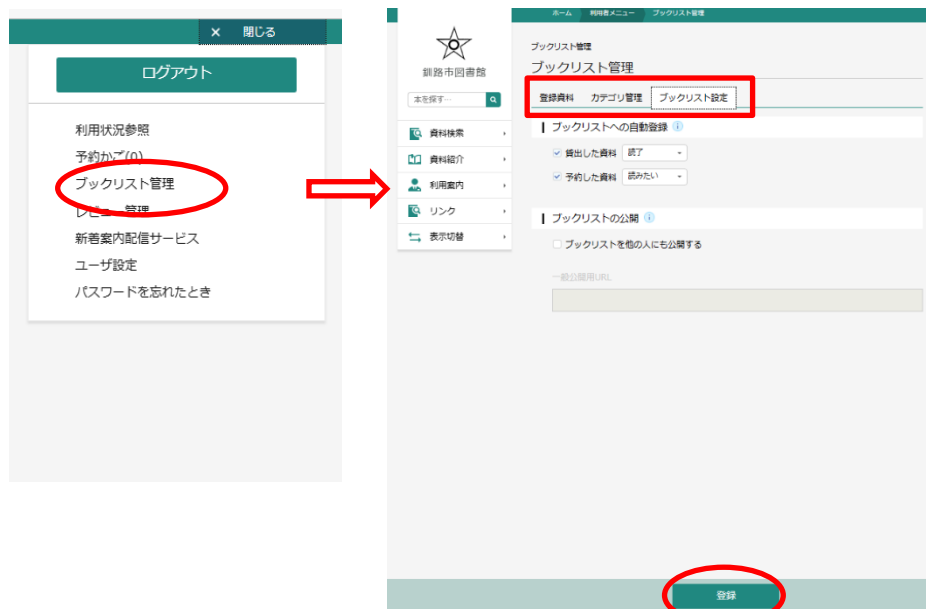 × 閉じる
ログアウト
利用状況参照
予約かご(0)
ブックリスト管理
レビュー管理
新着案内配信サービス
ユーザ設定
パスワードを忘れたとき
ホーム 利用者メニュー ブックリスト管理
釧路市図書館
本を探す…
資料検索
資料紹介
利用案内
リンク
表示切替
ブックリスト管理
ブックリスト管理
登録資料 カテゴリ管理 ブックリスト設定
ブックリストへの自動登録 i
貸出した資料 読了
予約した資料 読みたい
ブックリストの公開 i
ブックリストを他の人にも公開する
一般公開用URL
登録